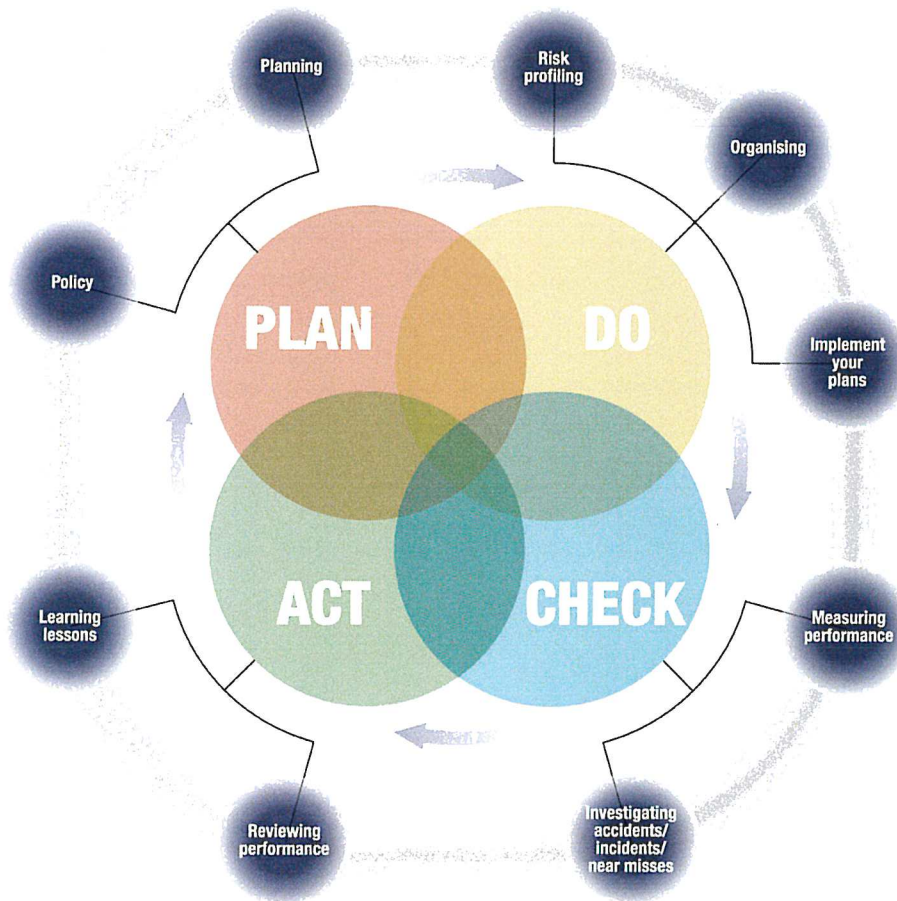 Planning
Risk
profiling
Organising
Policy
PLAN
DO
Implement
your
plans
Learning
lessons
ACT
CHECK
Measuring
performance
Reviewing
performance
Investigating
accidents/
incidents/
near misses